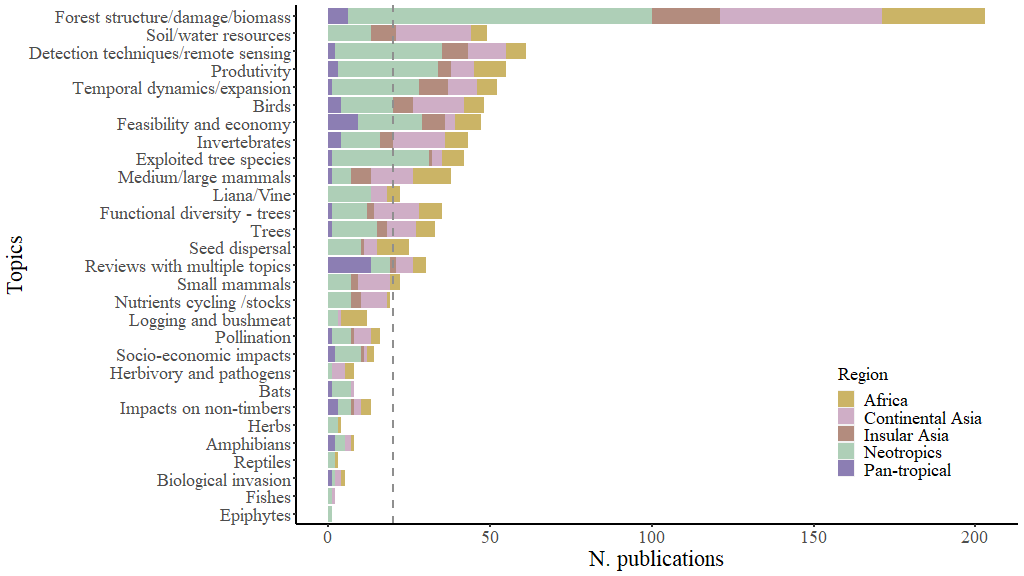 Forest structure/damage/biomass
Soil/water resources
Detection techniques/remote sensing
Produtivity
Temporal dynamics/expansion
Birds
Feasibility and economy
Invertebrates
Exploited tree species
Medium/large mammals
Liana/Vine
Functional diversity - trees
Trees
Seed dispersal
Reviews with multiple topics
Small mammals
Nutrients cycling /stocks
Logging and bushmeat
Pollination
Socio-economic impacts
Herbivory and pathogens
Bats
Impacts on non-timbers
Herbs
Amphibians
Reptiles
Biological invasion
Fishes
Epiphytes
Topics
0 50 100 150 200
N. publications
Region
Africa
Continental Asia
Insular Asia
Neotropics
Pan-tropical